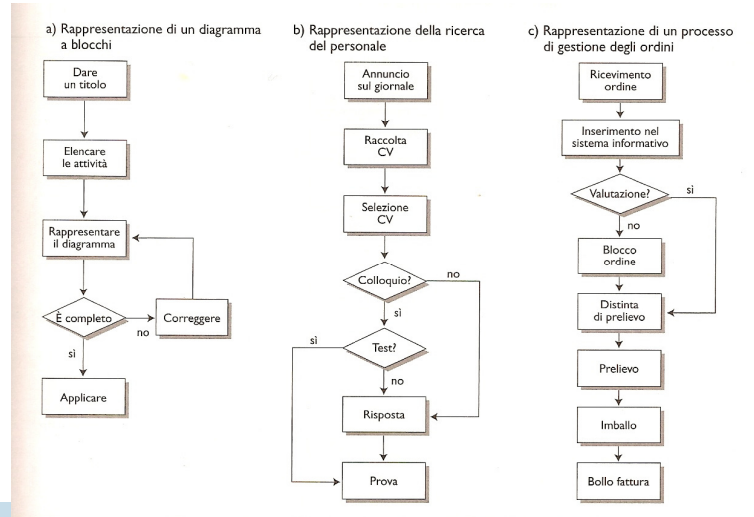 a) Rappresentazione di un diagramma
a blocchi
Dare
un titolo
Elencare
le attività
Rappresentare
il diagramma
È completo
no
Correggere
sì
Applicare
b) Rappresentazione della ricerca
del personale
Annuncio
sul giornale
Raccolta
CV
Selezione
CV
Colloquio?
no
sì
Test?
sì
no
Risposta
Prova
c) Rappresentazione di un processo
di gestione degli ordini
Ricevimento
ordine
Inserimento nel
sistema informativo
Valutazione?
sì
no
Blocco
ordine
Distinta
di prelievo
Prelievo
Imballo
Bollo fattura